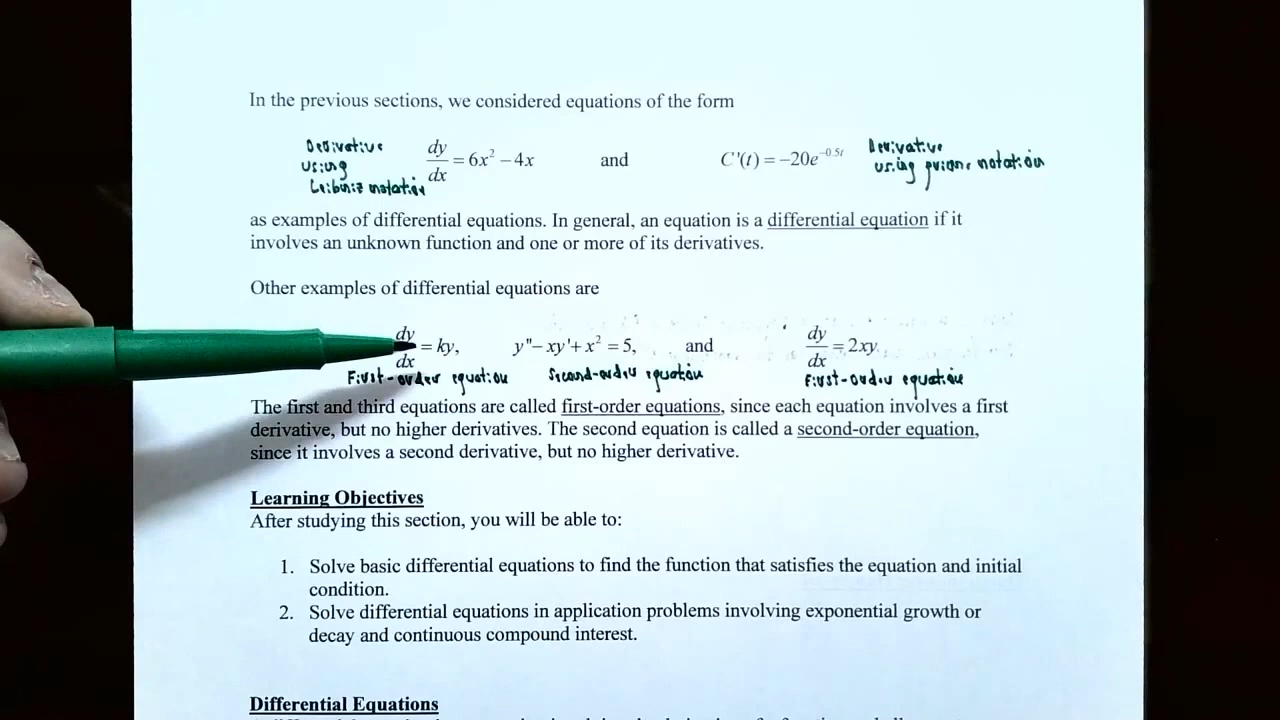 In the previous sections, we considered equations of the form
Derivative using Leibniz notation dy/dx = 6x² – 4x and C'(t) = –20e^–0.5t Derivative using prime notation
as examples of differential equations. In general, an equation is a differential equation if it
involves an unknown function and one or more of its derivatives.
Other examples of differential equations are
dy/dx = ky, y"– xy'+ x² = 5, and dy/dx = 2xy.
First-order equation Second-order equation First-order equation
The first and third equations are called first-order equations, since each equation involves a first
derivative, but no higher derivatives. The second equation is called a second-order equation,
since it involves a second derivative, but no higher derivative.
Learning Objectives
After studying this section, you will be able to:
1. Solve basic differential equations to find the function that satisfies the equation and initial
condition.
2. Solve differential equations in application problems involving exponential growth or
decay and continuous compound interest.
Differential Equations